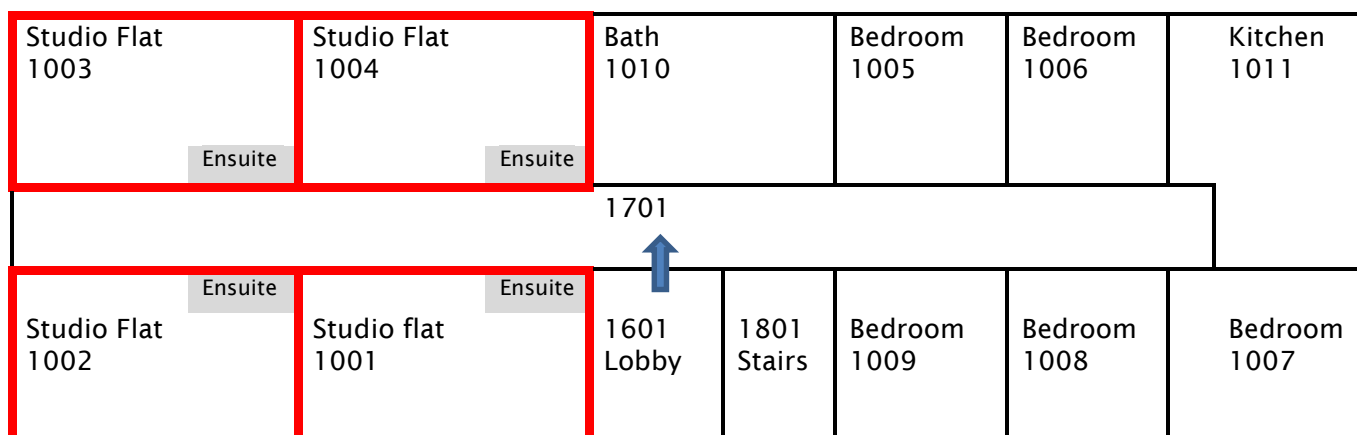 Studio Flat
1003
Ensuite
Studio Flat
1004
Ensuite
Bath
1010
Bedroom
1005
Bedroom
1006
Kitchen
1011
1701
Ensuite
Studio Flat
1002
Ensuite
Studio flat
1001
1601
Lobby
1801
Stairs
Bedroom
1009
Bedroom
1008
Bedroom
1007